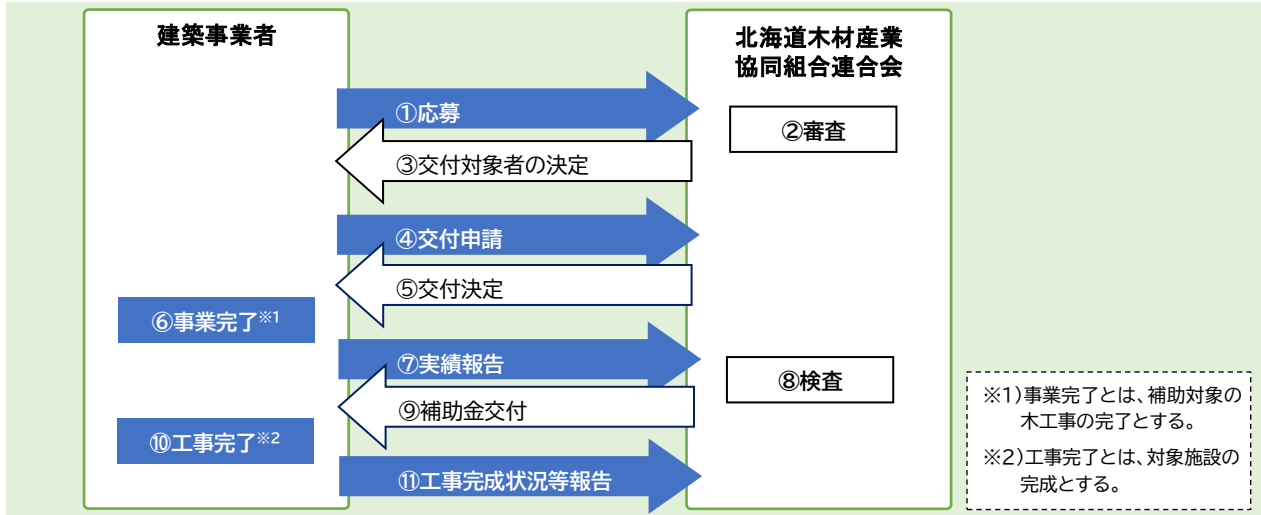 建築事業者
北海道木材産業
協同組合連合会
①応募
②審査
③交付対象者の決定
④交付申請
⑤交付決定
⑥事業完了※1
⑦実績報告
⑧検査
⑨補助金交付
⑩工事完了※2
⑪工事完成状況等報告
※1)事業完了とは、補助対象の
木工事の完了とする。
※2)工事完了とは、対象施設の
完成とする。